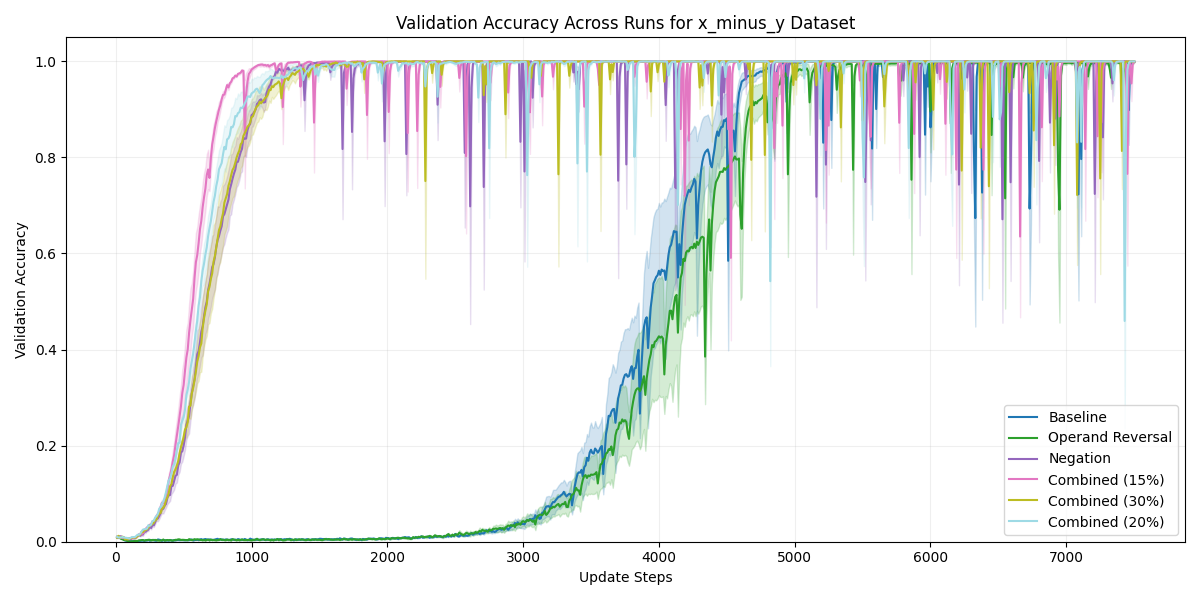 Validation Accuracy Across Runs for x_minus_y Dataset
Validation Accuracy
1.0
0.8
0.6
0.4
0.2
0.0
0
1000
2000
3000
4000
5000
6000
7000
Update Steps
Baseline
Operand Reversal
Negation
Combined (15%)
Combined (30%)
Combined (20%)